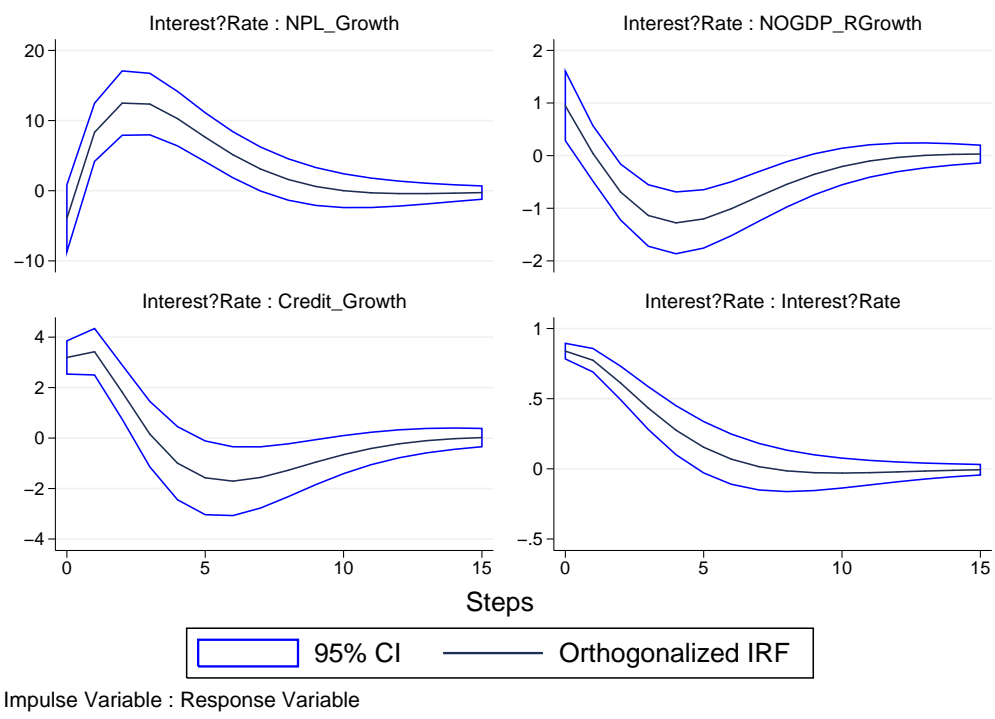 Interest?Rate : NPL_Growth
Interest?Rate : NOGDP_RGrowth
20
10
0
−10
2
1
0
−1
−2
Interest?Rate : Credit_Growth
Interest?Rate : Interest?Rate
4
2
0
−2
−4
1
.5
0
−.5
0 5 10 15
0 5 10 15
Steps
95% CI Orthogonalized IRF
Impulse Variable : Response Variable